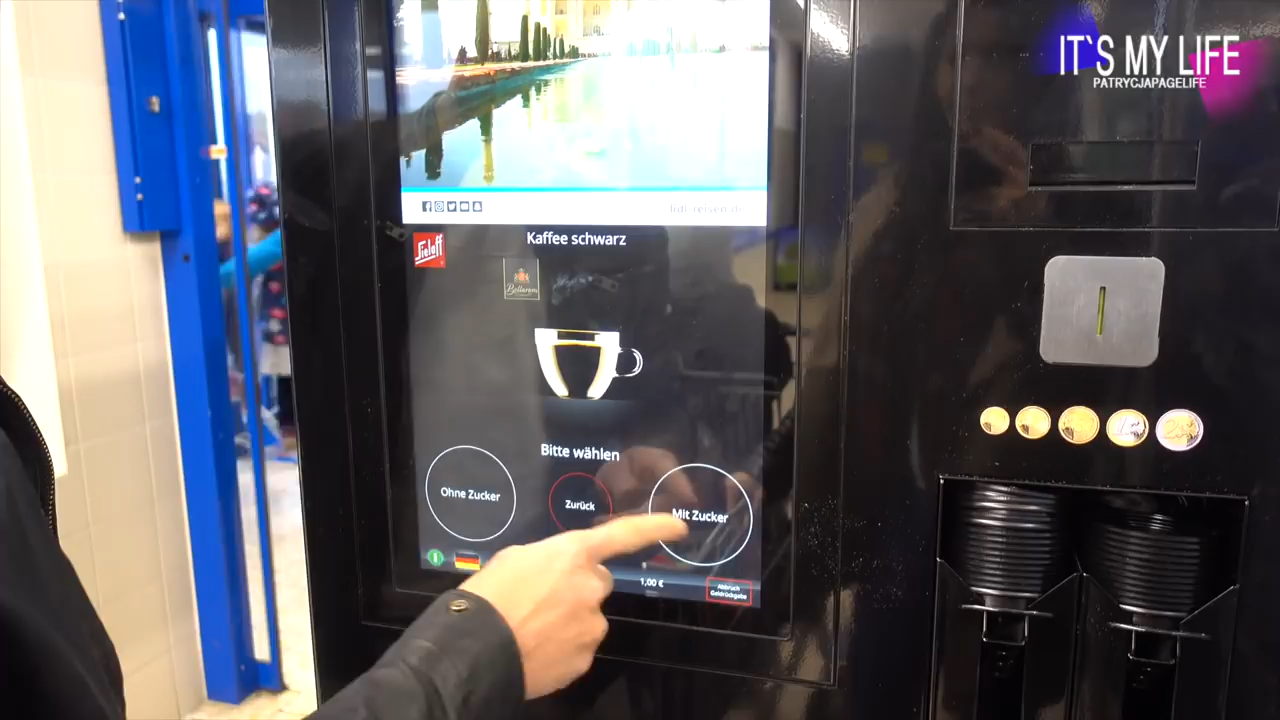 IT`S MY LIFE
PATRYCJAPAGELIFE
lidl-reisen.de
Sielaff
Kaffee schwarz
Bellarom
Bitte wählen
Ohne Zucker
Zurück
Mit Zucker
1,00 €
Abbruch
Geldrückgabe